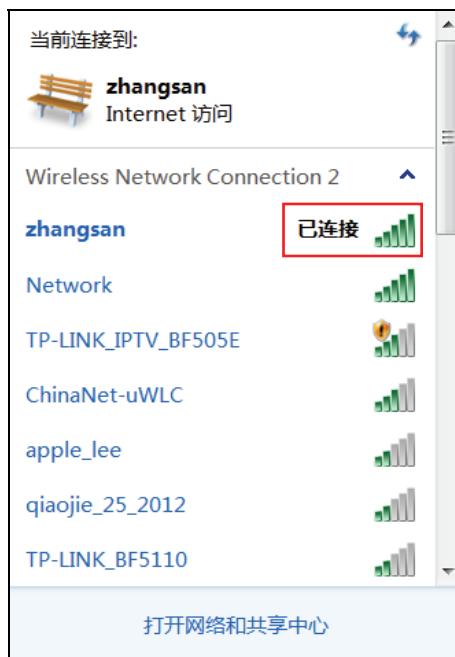 当前连接到:
zhangsan
Internet 访问
Wireless Network Connection 2
zhangsan 已连接
Network
TP-LINK_IPTV_BF505E
ChinaNet-uWLC
apple_lee
qiaojie_25_2012
TP-LINK_BF5110
打开网络和共享中心